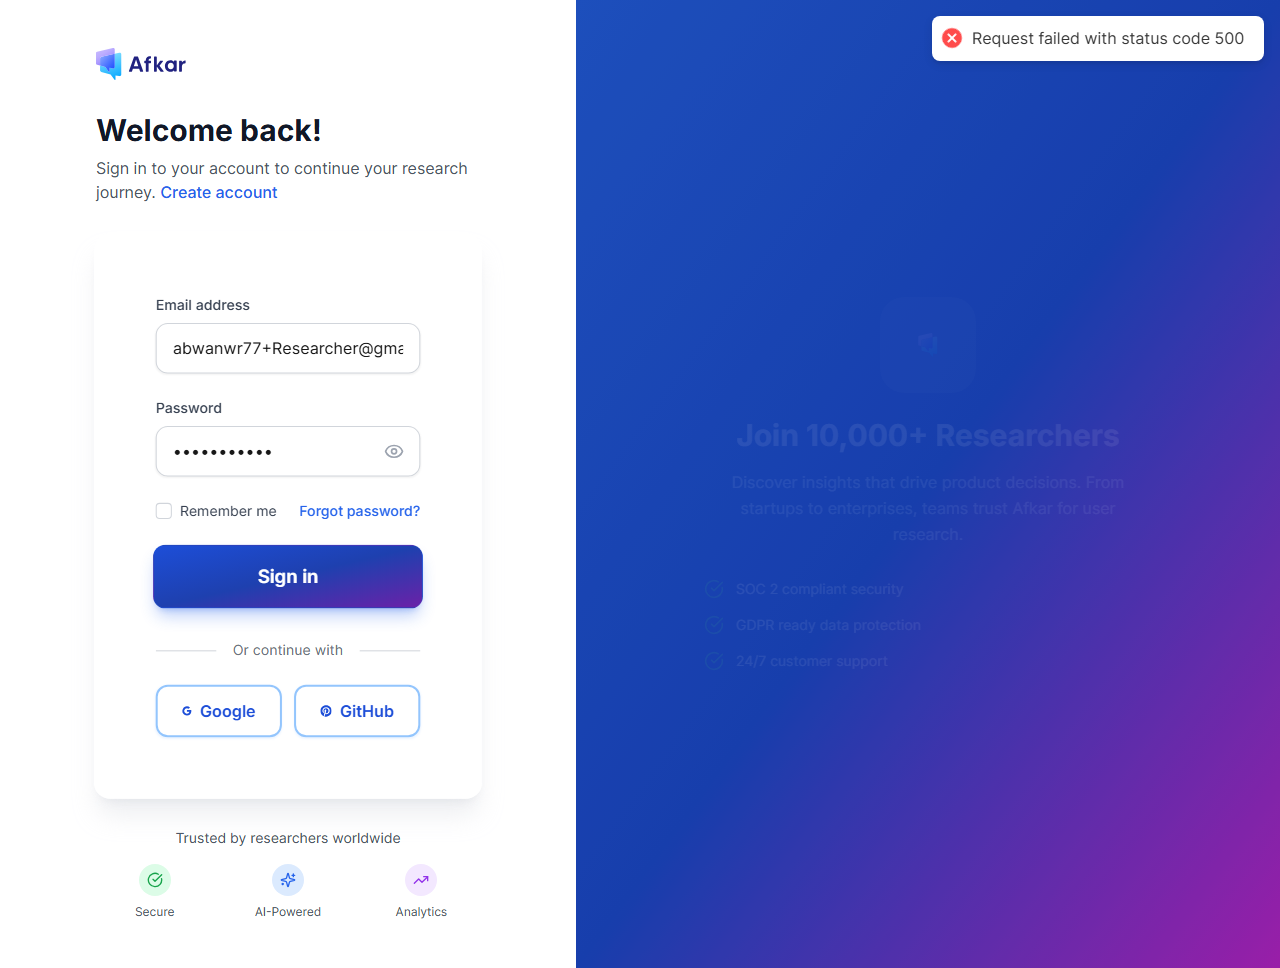 Afkar
Request failed with status code 500
Welcome back!
Sign in to your account to continue your research
journey. Create account
Email address
abwanwr77+Researcher@gma
Password
•••••••••••
Remember me
Forgot password?
Sign in
Or continue with
Google
GitHub
Trusted by researchers worldwide
Secure
AI-Powered
Analytics
Join 10,000+ Researchers
Discover insights that drive product decisions. From
startups to enterprises, teams trust Afkar for user
research.
SOC 2 compliant security
GDPR ready data protection
24/7 customer support